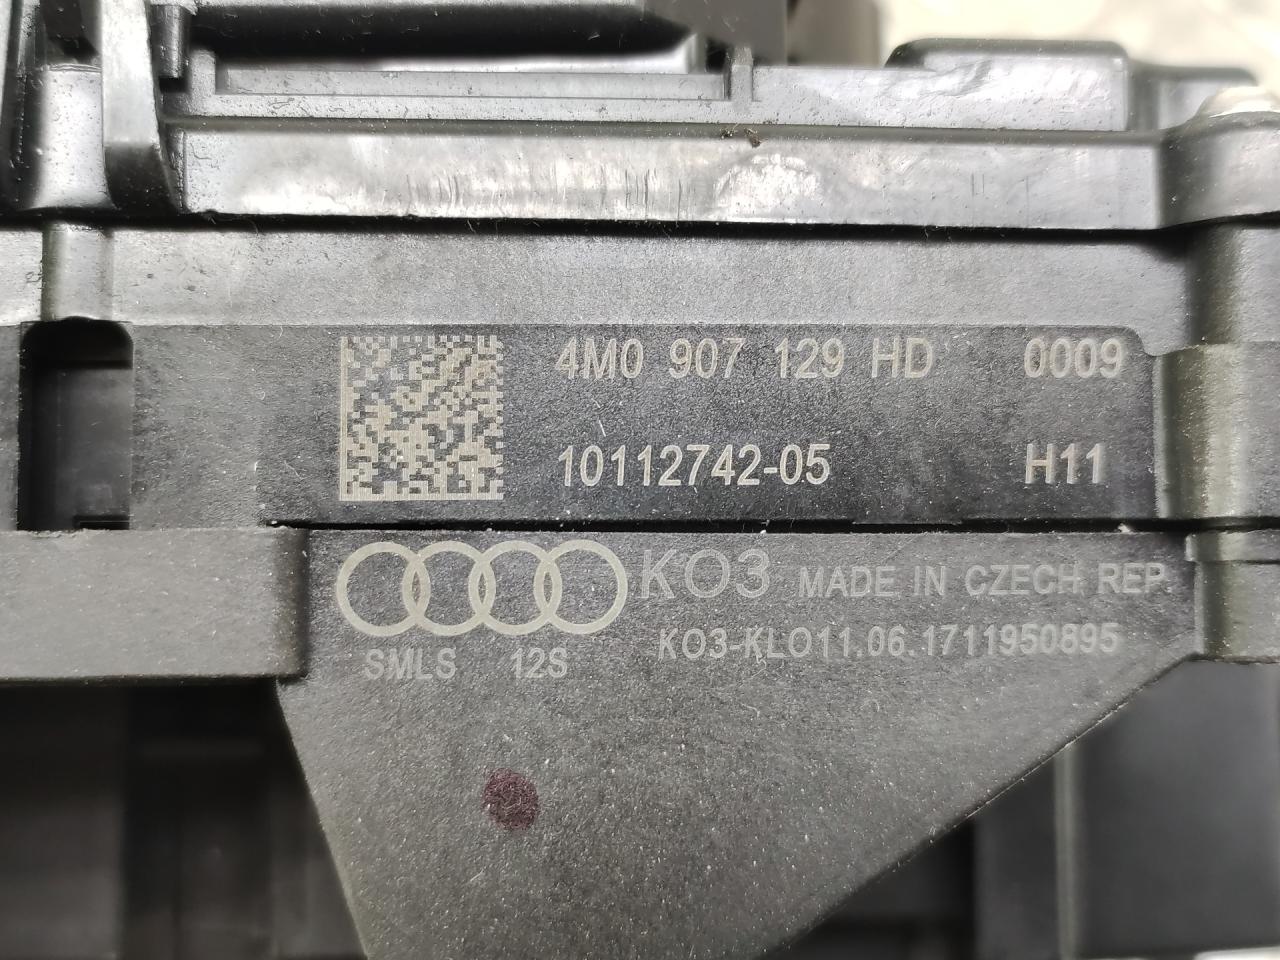 4M0 907 129 HD 0009
10112742-05 H11
KO3 MADE IN CZECH REP.
KO3-KLO11.06.1711950895
SMLS 12S